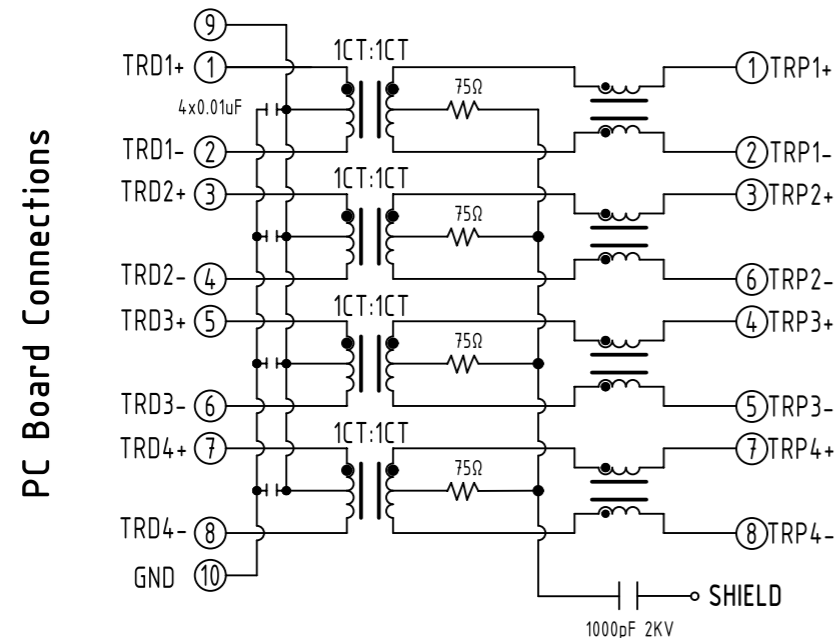 PC Board Connections
9
TRD1+ 1 1CT:1CT 75Ω 1 TRP1+
4x0.01uF
TRD1- 2 2 TRP1-
TRD2+ 3 1CT:1CT 75Ω 3 TRP2+
TRD2- 4 6 TRP2-
TRD3+ 5 1CT:1CT 75Ω 4 TRP3+
TRD3- 6 5 TRP3-
TRD4+ 7 1CT:1CT 75Ω 7 TRP4+
TRD4- 8 8 TRP4-
GND 10
SHIELD
1000pF 2KV